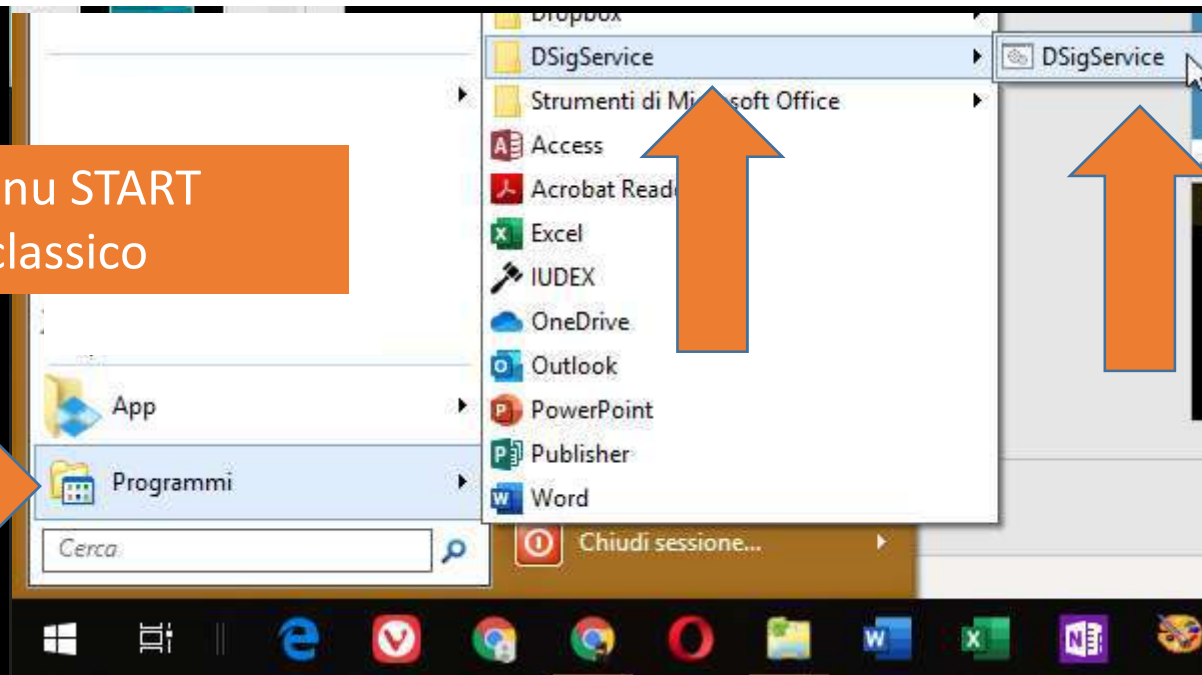 Dropbox
DSigService
DSigService
Strumenti di Microsoft Office
Access
nu START
classico
Excel
IUDEX
OneDrive
Outlook
App
PowerPoint
Publisher
Programmi
Word
Cerca
Chiudi sessione...
Acrobat Read